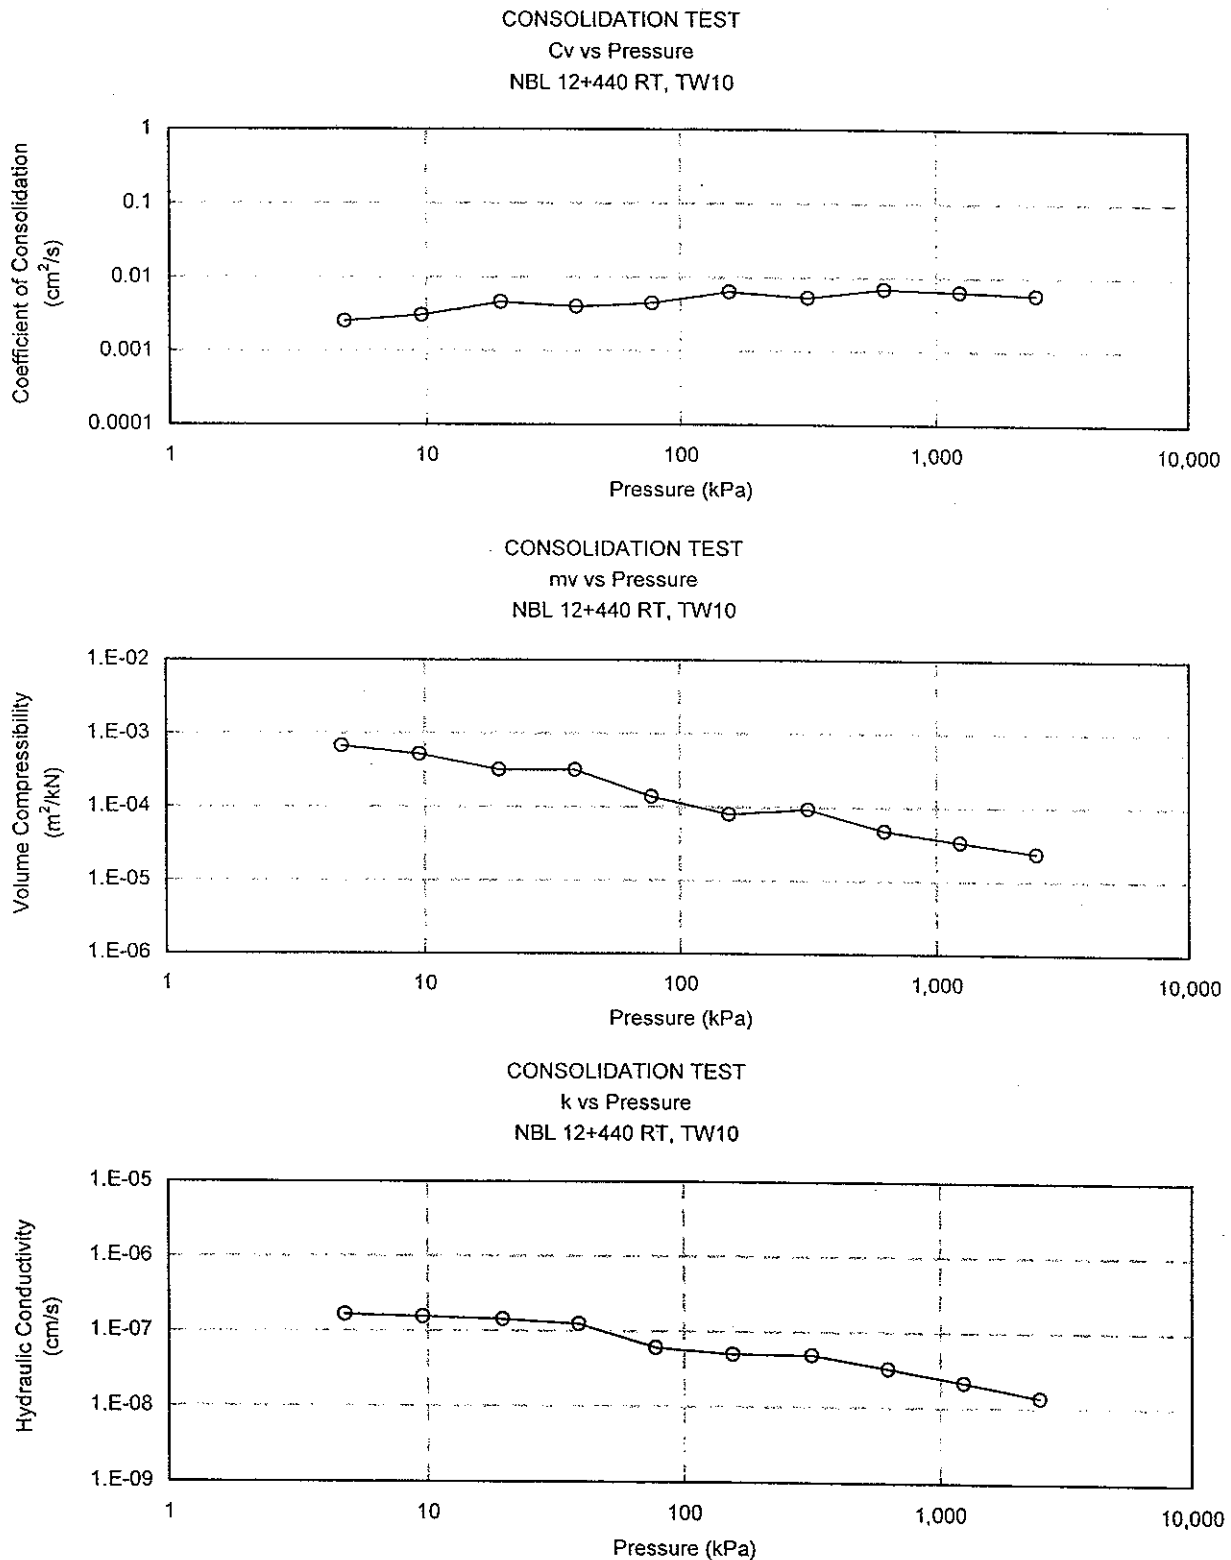 CONSOLIDATION TEST
Cv vs Pressure
NBL 12+440 RT, TW10
Coefficient of Consolidation
(cm²/s)
1
0.1
0.01
0.001
0.0001
1 10 100 1,000 10,000
Pressure (kPa)
CONSOLIDATION TEST
mv vs Pressure
NBL 12+440 RT, TW10
Volume Compressibility
(m²/kN)
1.E-02
1.E-03
1.E-04
1.E-05
1.E-06
1 10 100 1,000 10,000
Pressure (kPa)
CONSOLIDATION TEST
k vs Pressure
NBL 12+440 RT, TW10
Hydraulic Conductivity
(cm/s)
1.E-05
1.E-06
1.E-07
1.E-08
1.E-09
1 10 100 1,000 10,000
Pressure (kPa)